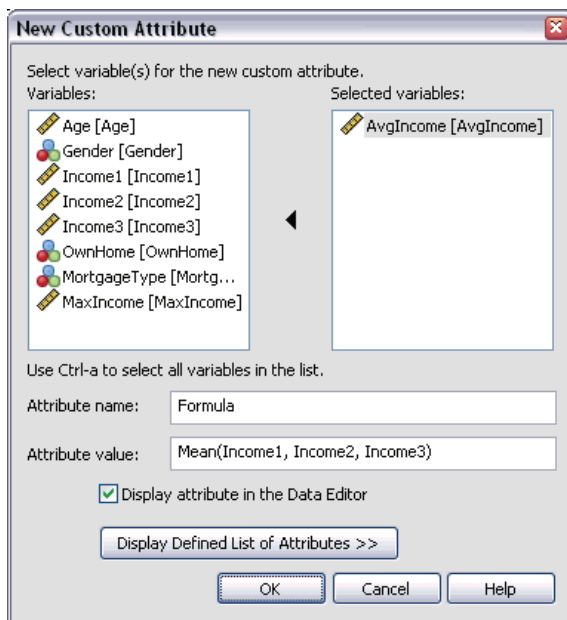 New Custom Attribute
Select variable(s) for the new custom attribute.
Variables:
Selected variables:
Age [Age]
Gender [Gender]
Income1 [Income1]
Income2 [Income2]
Income3 [Income3]
OwnHome [OwnHome]
MortgageType [Mortg...
MaxIncome [MaxIncome]
AvgIncome [AvgIncome]
Use Ctrl-a to select all variables in the list.
Attribute name: Formula
Attribute value: Mean(Income1, Income2, Income3)
Display attribute in the Data Editor
Display Defined List of Attributes >>
OK Cancel Help